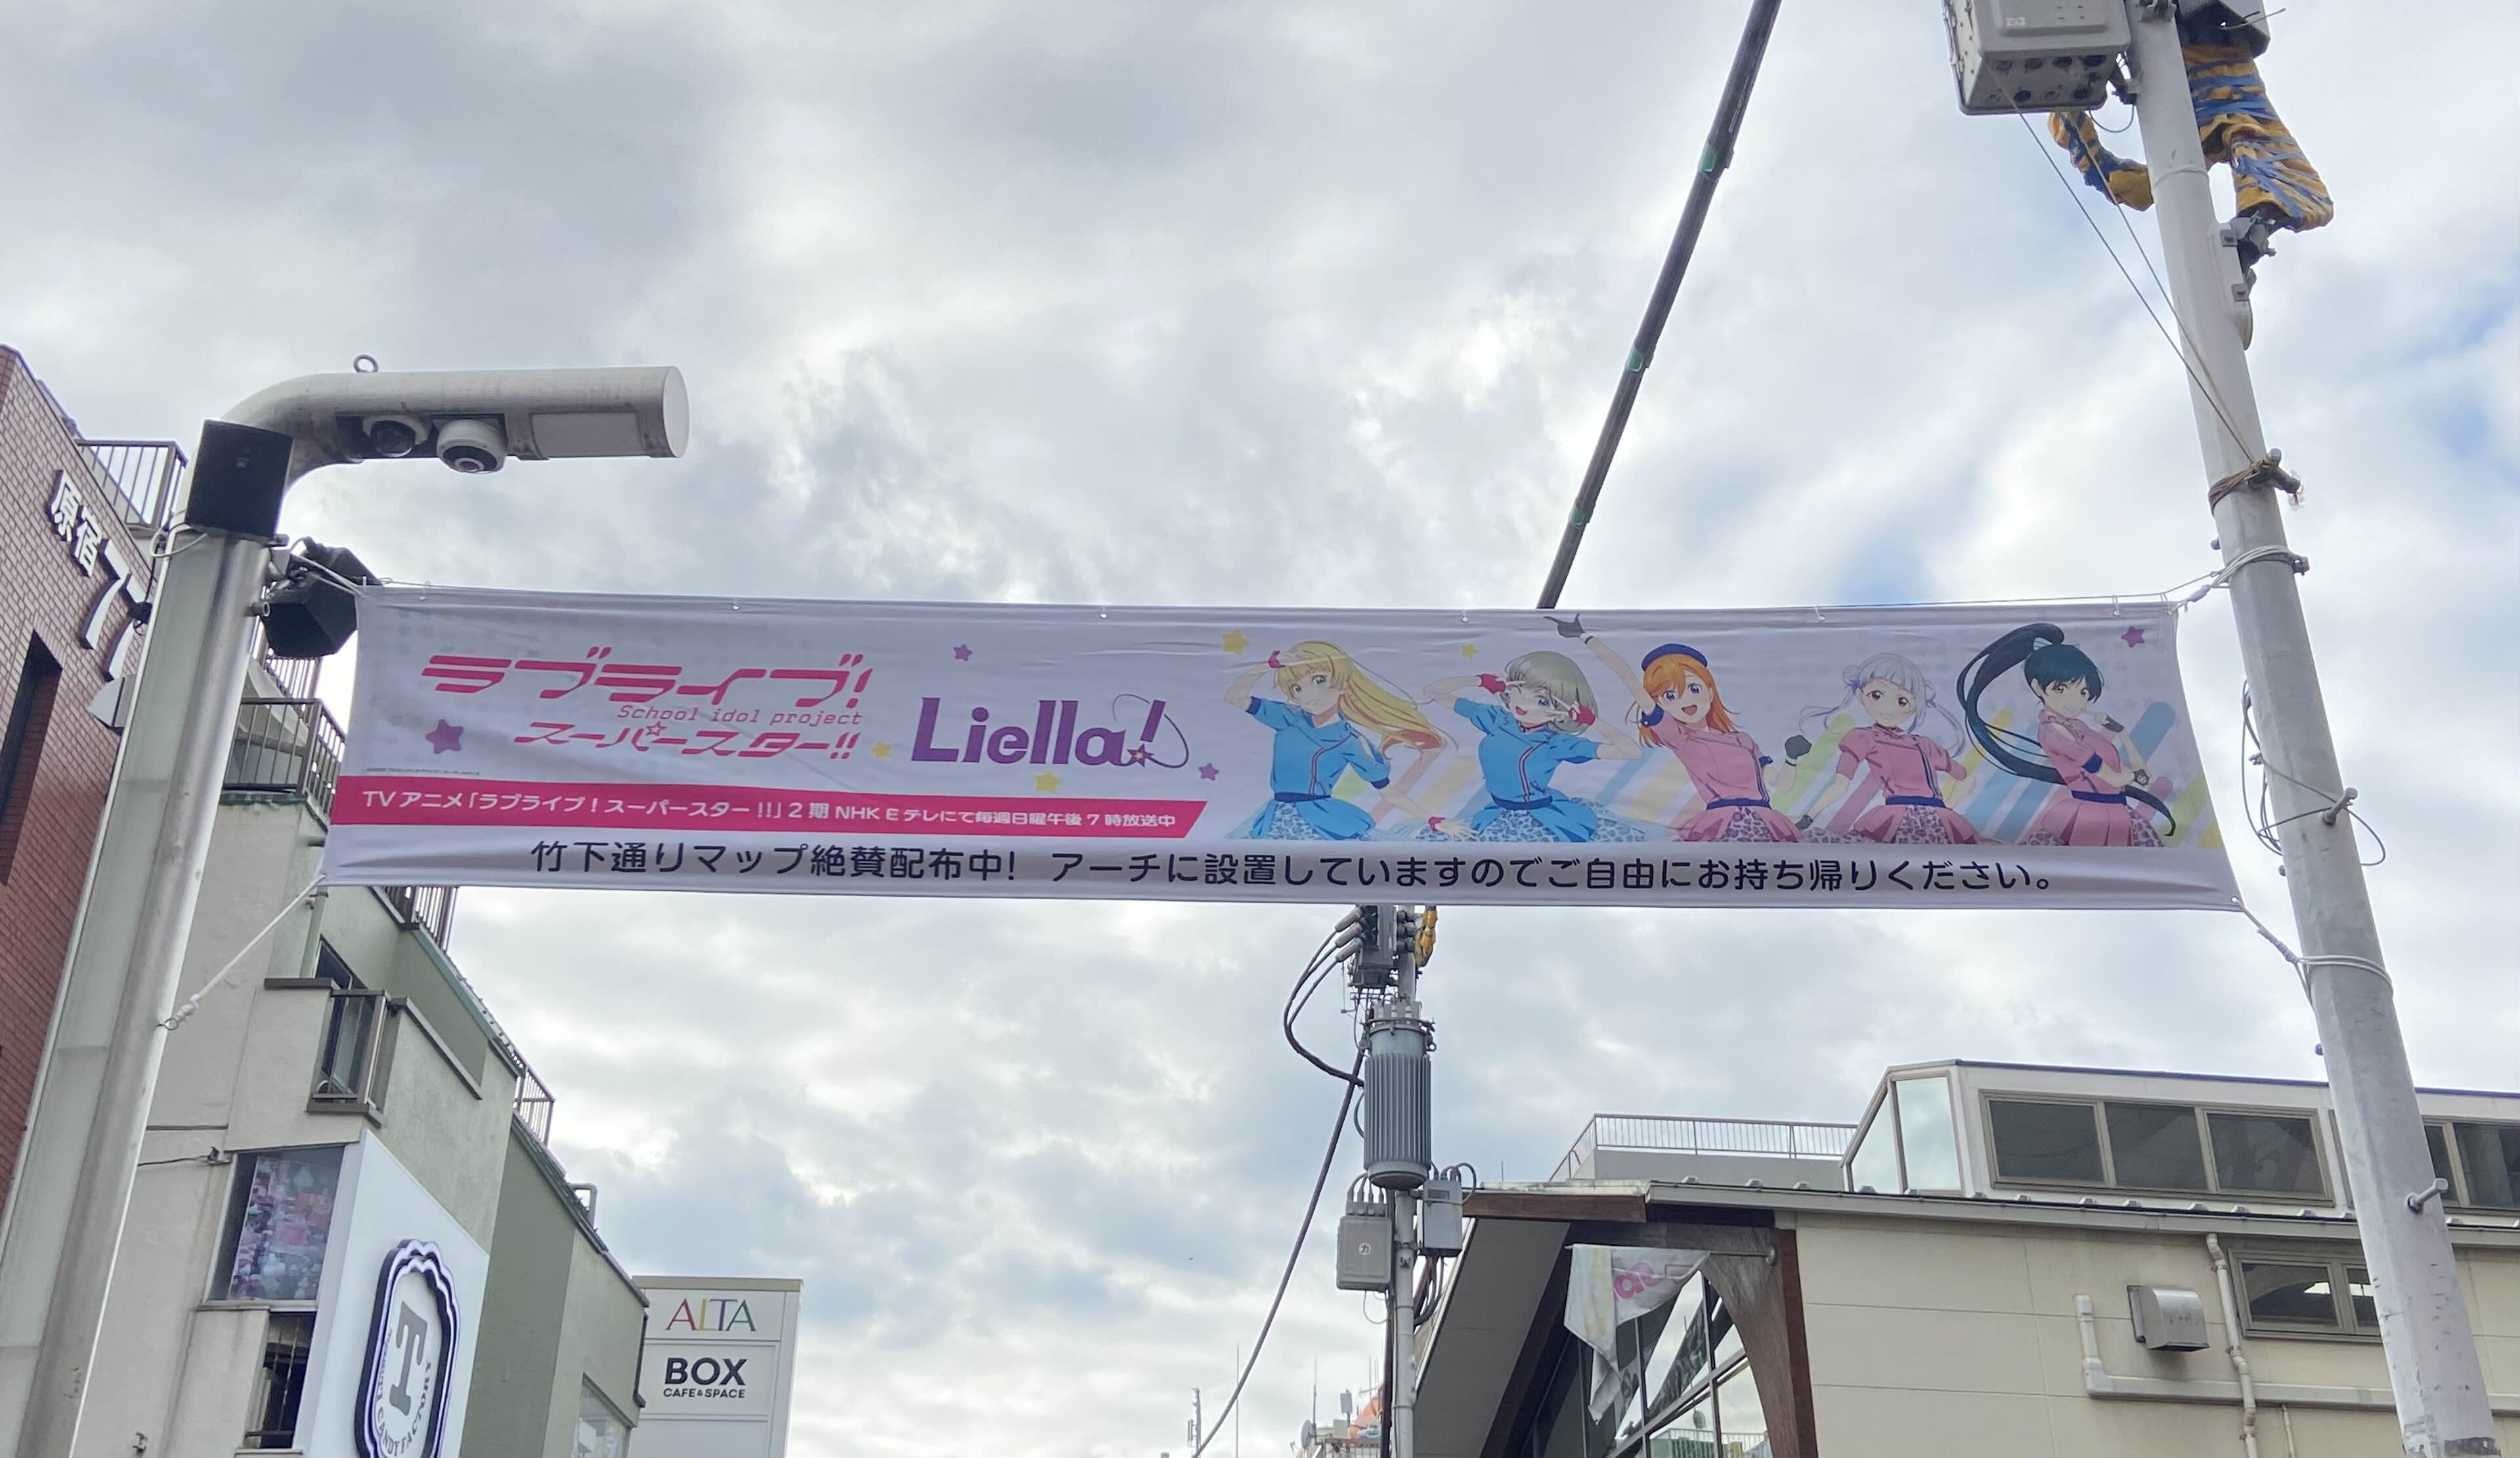 原宿
ラブライブ!
School idol project
スーパースター!!
Liella!
TVアニメ「ラブライブ！スーパースター!!」2期 NHK Eテレにて毎週日曜午後7時放送中
竹下通りマップ絶賛配布中! アーチに設置していますのでご自由にお持ち帰りください。
ALTA
BOX
CAFE&SPACE
T
CANDY FACTORY
カ